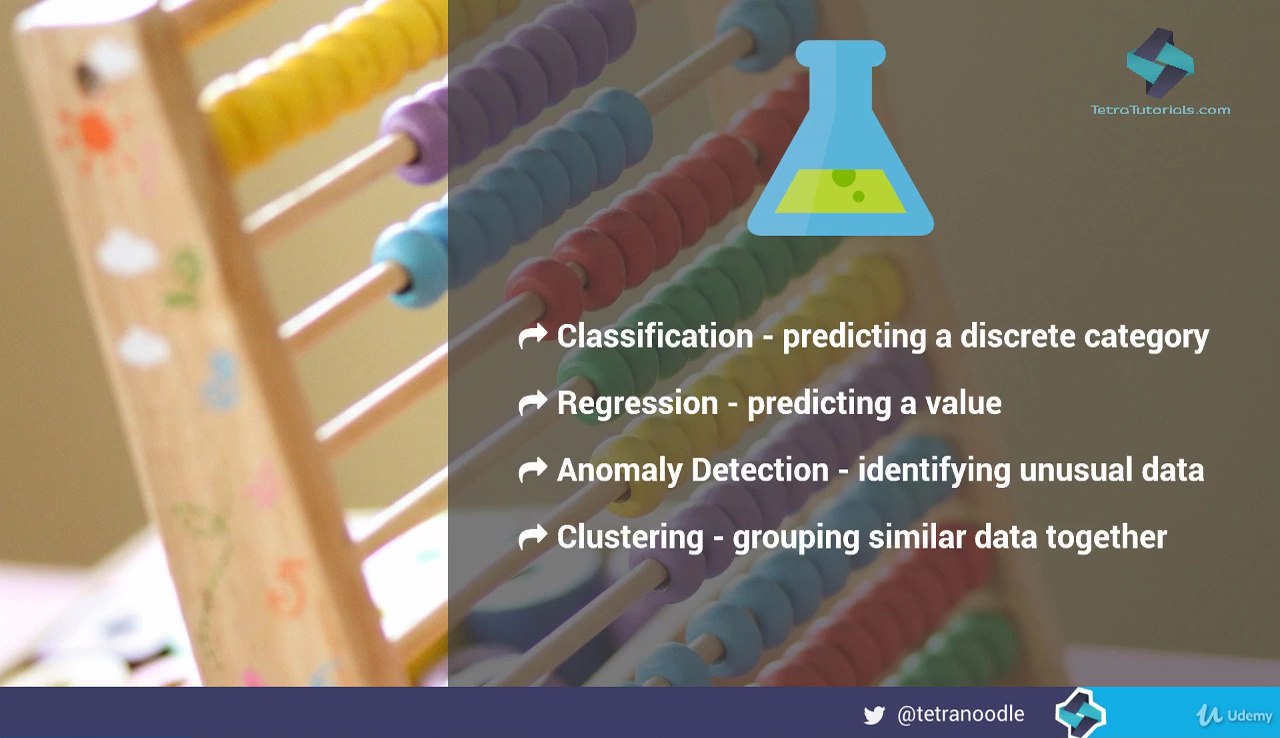 TetraTutorials.com
Classification - predicting a discrete category
Regression - predicting a value
Anomaly Detection - identifying unusual data
Clustering - grouping similar data together
@tetranoodle
Udemy